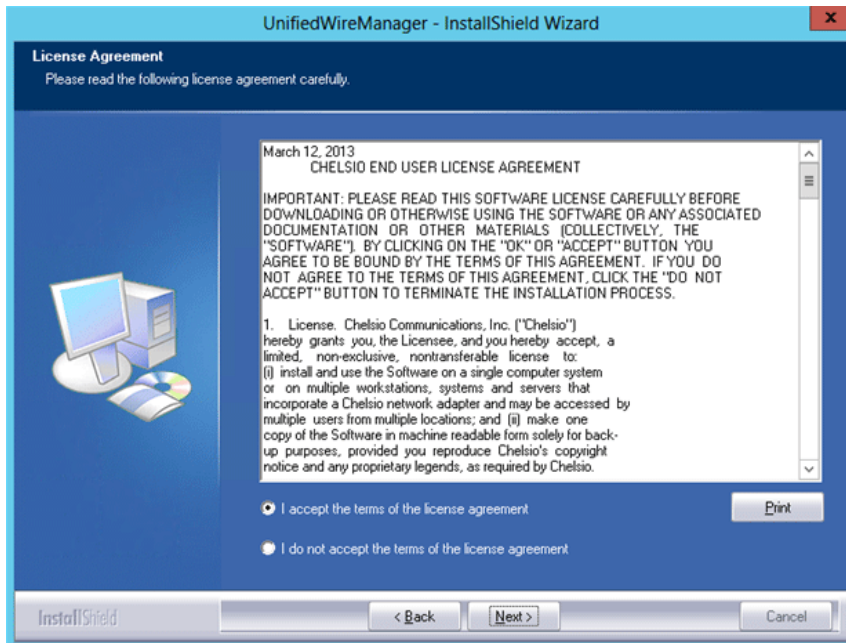 UnifiedWireManager - InstallShield Wizard
x
License Agreement
Please read the following license agreement carefully.
March 12, 2013
CHELSIO END USER LICENSE AGREEMENT
IMPORTANT: PLEASE READ THIS SOFTWARE LICENSE CAREFULLY BEFORE
DOWNLOADING OR OTHERWISE USING THE SOFTWARE OR ANY ASSOCIATED
DOCUMENTATION OR OTHER MATERIALS (COLLECTIVELY, THE
"SOFTWARE"). BY CLICKING ON THE "OK" OR "ACCEPT" BUTTON YOU
AGREE TO BE BOUND BY THE TERMS OF THIS AGREEMENT. IF YOU DO
NOT AGREE TO THE TERMS OF THIS AGREEMENT, CLICK THE "DO NOT
ACCEPT" BUTTON TO TERMINATE THE INSTALLATION PROCESS.
1. License. Chelsio Communications, Inc. ("Chelsio")
hereby grants you, the Licensee, and you hereby accept, a
limited, non-exclusive, nontransferable license to:
(i) install and use the Software on a single computer system
or on multiple workstations, systems and servers that
incorporate a Chelsio network adapter and may be accessed by
multiple users from multiple locations; and (ii) make one
copy of the Software in machine readable form solely for back-
up purposes, provided you reproduce Chelsio's copyright
notice and any proprietary legends, as required by Chelsio.
I accept the terms of the license agreement
Print
I do not accept the terms of the license agreement
InstallShield
< Back
Next >
Cancel